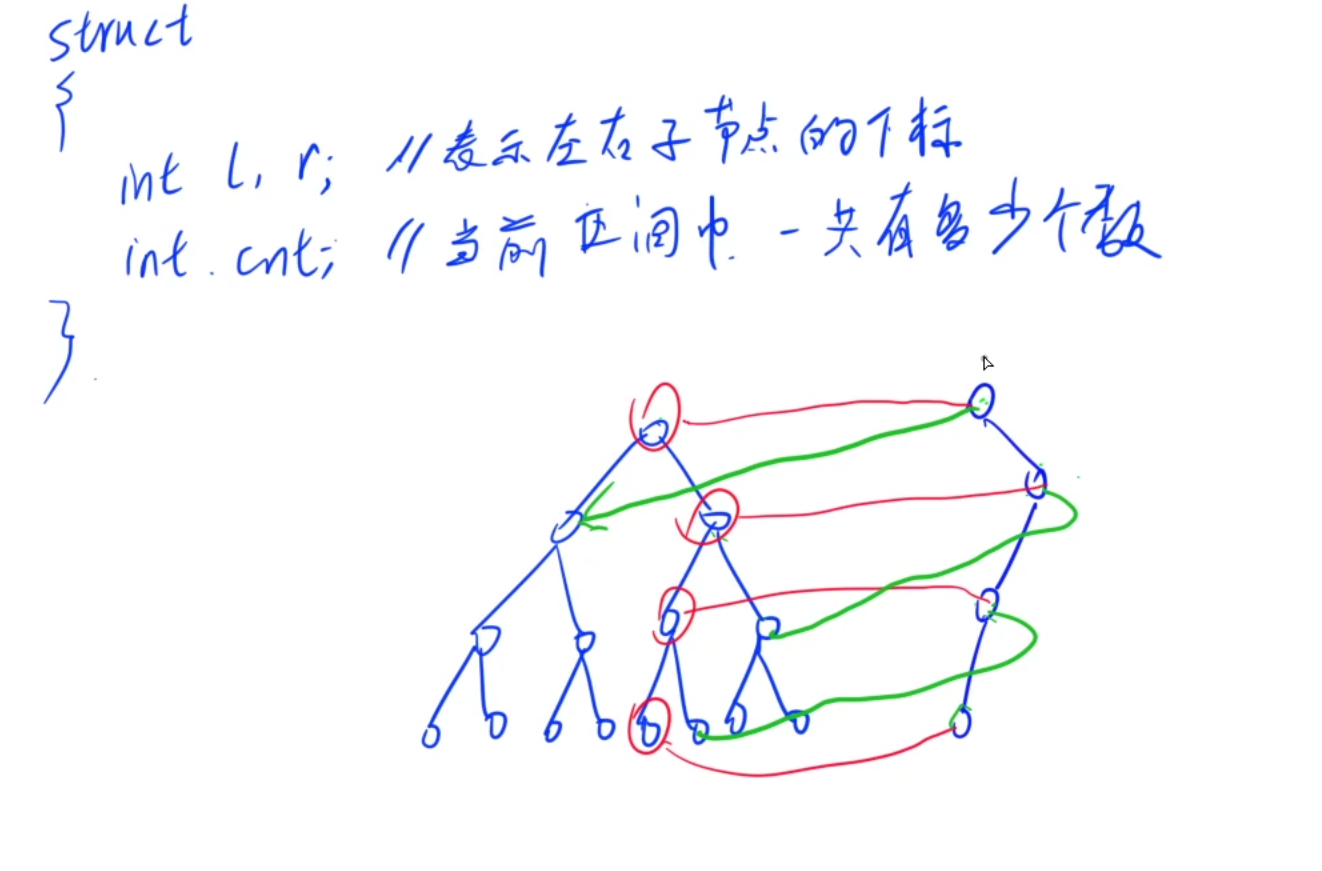 struct
{
int l, r; //表示左右子节点的下标
int cnt; //当前区间中一共有多少个数
}